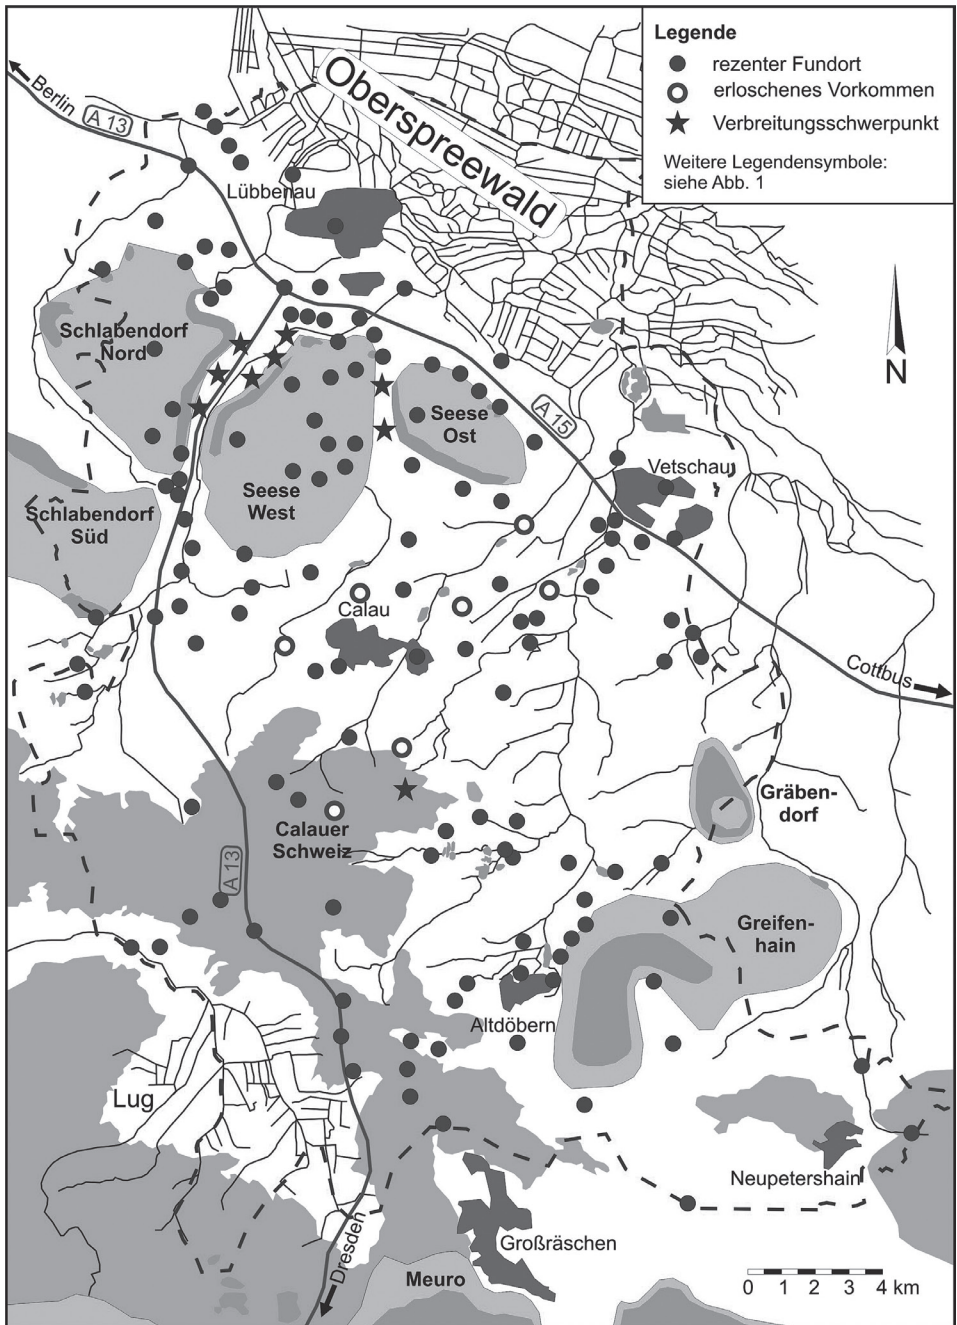 Legende
rezenter Fundort
erloschenes Vorkommen
Verbreitungsschwerpunkt
Weitere Legendensymbole:
siehe Abb. 1
Berlin
A 13
Oberspreewald
Lübbenau
N
Schlabendorf
Nord
Seese
Ost
A 15
Vetschau
Seese
West
Schlabendorf
Süd
Calau
Cottbus
Gräben-
dorf
Calauer
Schweiz
A 13
Greifen-
hain
Altdöbern
Lug
Neupetershain
Großräschen
Dresden
Meuro
0 1 2 3 4 km